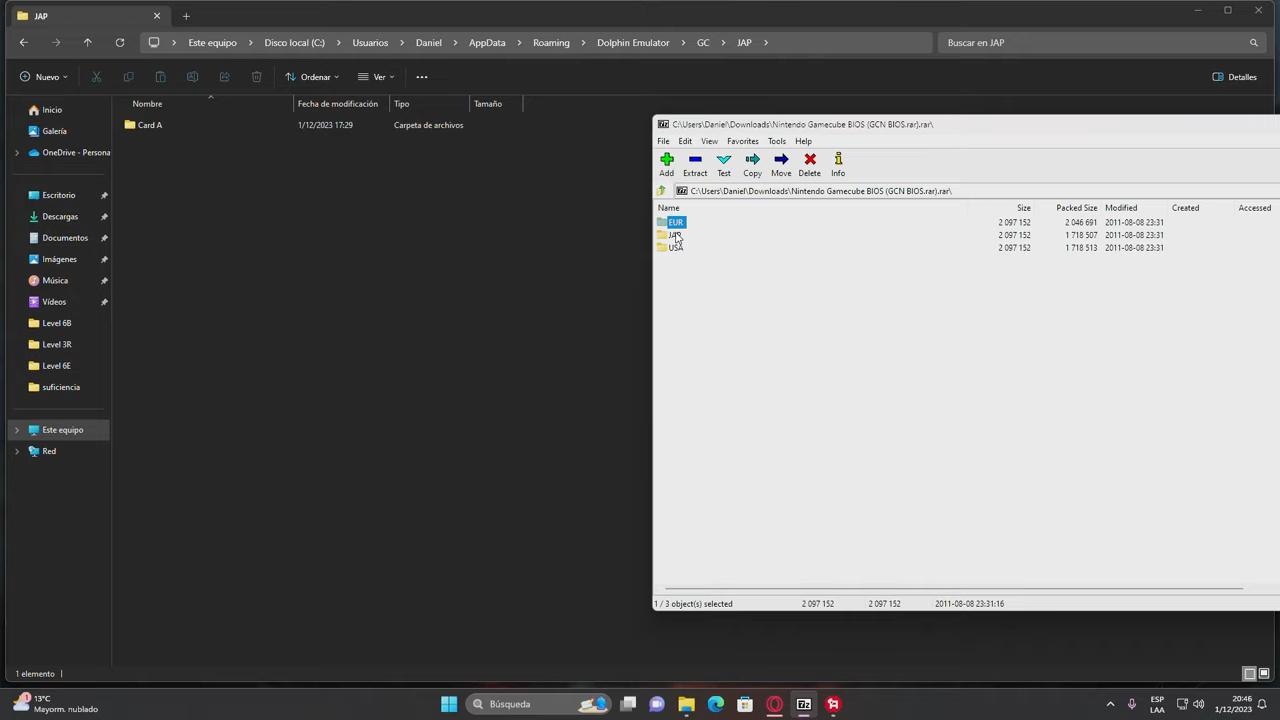 JAP
Este equipo > Disco local (C:) > Usuarios > Daniel > AppData > Roaming > Dolphin Emulator > GC > JAP >
Buscar en JAP
Nuevo
Ordenar
Ver
Detalles
Nombre Fecha de modificación Tipo Tamaño
Card A 1/12/2023 17:29 Carpeta de archivos
Inicio
Galería
OneDrive - Persona
Escritorio
Descargas
Documentos
Imágenes
Música
Vídeos
Level 6B
Level 3R
Level 6E
suficiencia
Este equipo
Red
1 elemento
C:\Users\Daniel\Downloads\Nintendo Gamecube BIOS (GCN BIOS.rar).rar\
File Edit View Favorites Tools Help
Add Extract Test Copy Move Delete Info
C:\Users\Daniel\Downloads\Nintendo Gamecube BIOS (GCN BIOS.rar).rar\
Name Size Packed Size Modified Created Accessed
EUR 2 097 152 2 046 691 2011-08-08 23:31
JAP 2 097 152 1 718 507 2011-08-08 23:31
USA 2 097 152 1 718 513 2011-08-08 23:31
1 / 3 object(s) selected 2 097 152 2 097 152 2011-08-08 23:31:16
1
13°C
Mayorm. nublado
Búsqueda
7z
ESP
LAA
20:46
1/12/2023